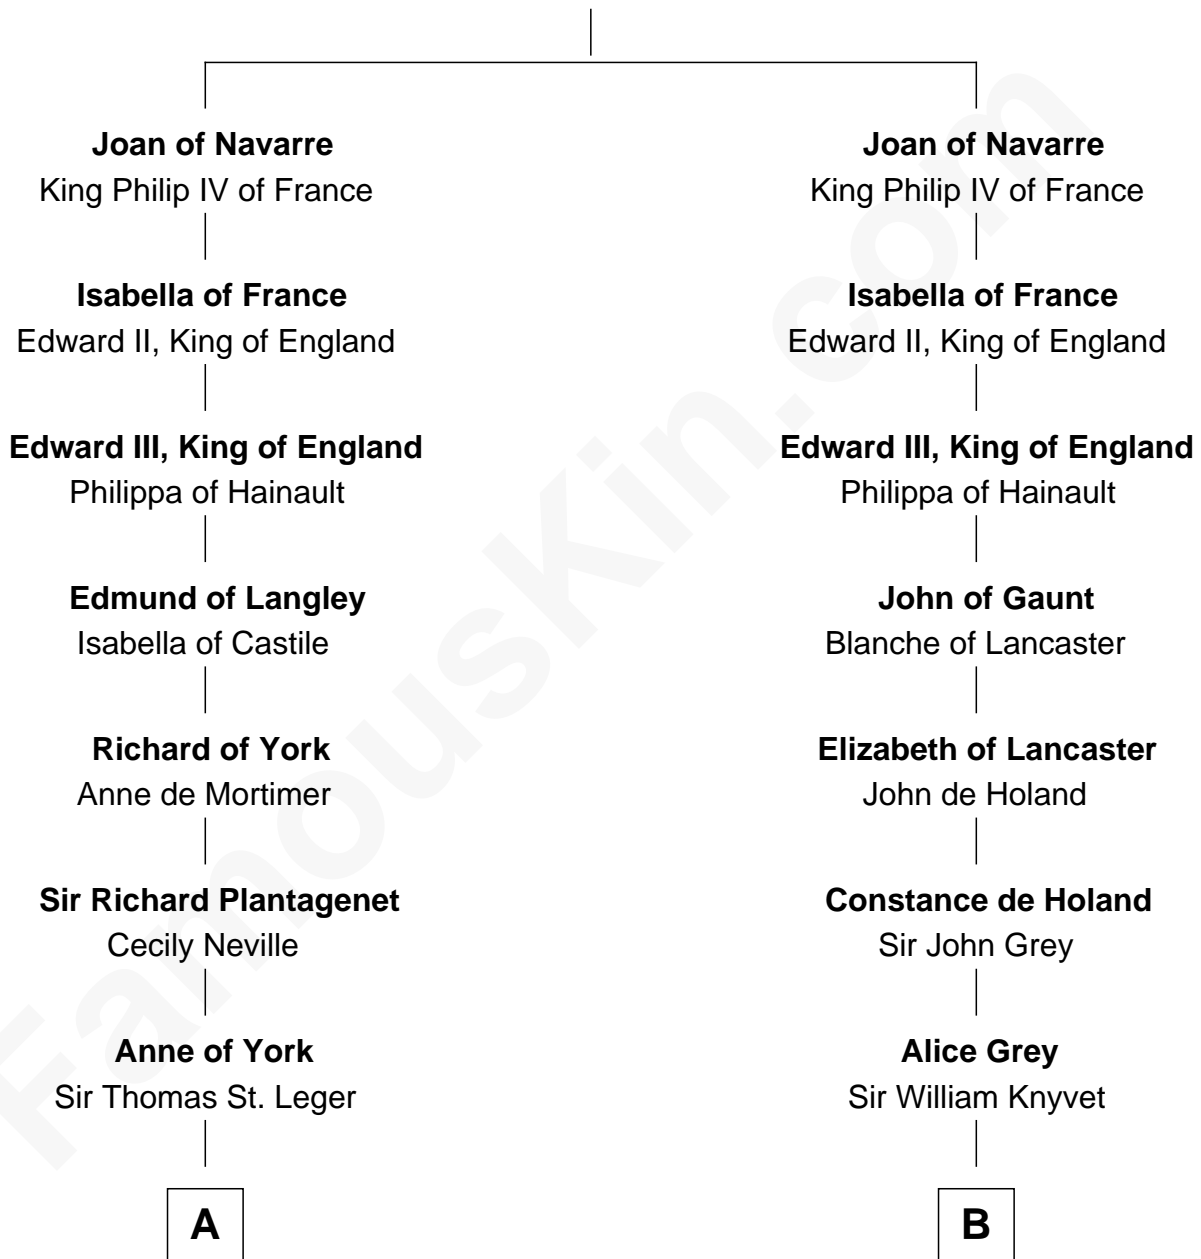 Joan of Navarre
King Philip IV of France
Isabella of France
Edward II, King of England
Edward III, King of England
Philippa of Hainault
Edmund of Langley
Isabella of Castile
Richard of York
Anne de Mortimer
Sir Richard Plantagenet
Cecily Neville
Anne of York
Sir Thomas St. Leger
A
Joan of Navarre
King Philip IV of France
Isabella of France
Edward II, King of England
Edward III, King of England
Philippa of Hainault
John of Gaunt
Blanche of Lancaster
Elizabeth of Lancaster
John de Holand
Constance de Holand
Sir John Grey
Alice Grey
Sir William Knyvet
B
FamousKin.com